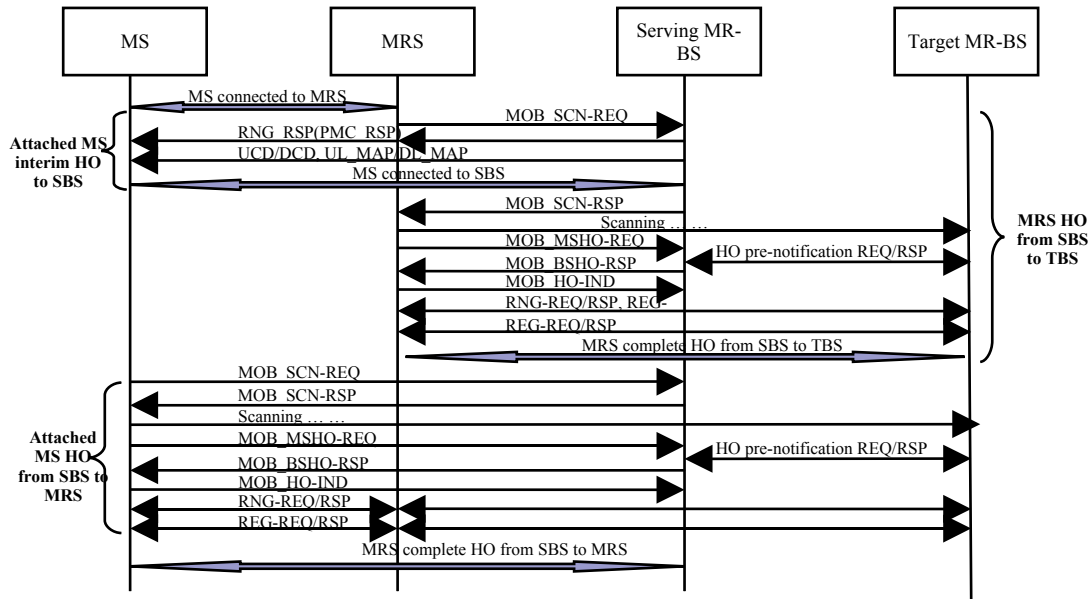 MS
MRS
Serving MR-
BS
Target MR-BS
MS connected to MRS
MOB_SCN-REQ
RNG_RSP(PMC_RSP)
UCD/DCD, UL_MAP/DL_MAP
MS connected to SBS
Attached MS
interim HO
to SBS
MOB_SCN-RSP
Scanning … …
MOB_MSHO-REQ
HO pre-notification REQ/RSP
MOB_BSHO-RSP
MOB_HO-IND
RNG-REQ/RSP, REG-
REG-REQ/RSP
MRS complete HO from SBS to TBS
MRS HO
from SBS
to TBS
MOB_SCN-REQ
MOB_SCN-RSP
Scanning … …
MOB_MSHO-REQ
HO pre-notification REQ/RSP
MOB_BSHO-RSP
MOB_HO-IND
RNG-REQ/RSP
REG-REQ/RSP
Attached
MS HO
from SBS to
MRS
MRS complete HO from SBS to MRS